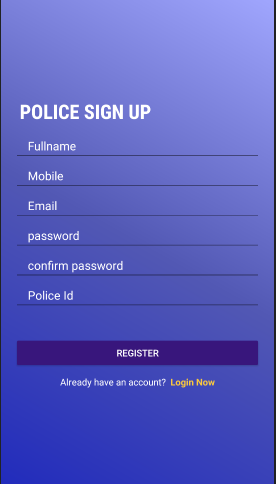 POLICE SIGN UP
Fullname
Mobile
Email
password
confirm password
Police Id
REGISTER
Already have an account? Login Now